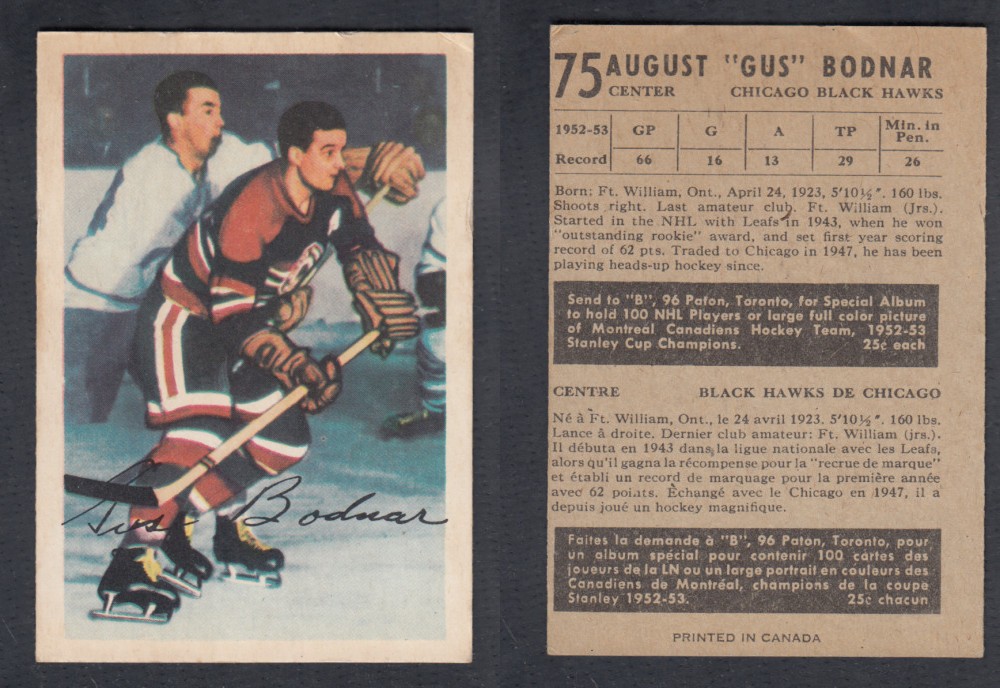 Gus Bodnar
75 AUGUST "GUS" BODNAR
CENTER CHICAGO BLACK HAWKS
1952-53 GP G A TP Min. in Pen.
Record 66 16 13 29 26
Born: Ft. William, Ont., April 24, 1923, 5'10½". 160 lbs.
Shoots right. Last amateur club, Ft. William (Jrs.).
Started in the NHL with Leafs in 1943, when he won
"outstanding rookie" award, and set first year scoring
record of 62 pts. Traded to Chicago in 1947, he has been
playing heads-up hockey since.
Send to "B", 96 Paton, Toronto, for Special Album
to hold 100 NHL Players or large full color picture
of Montreal Canadiens Hockey Team, 1952-53
Stanley Cup Champions. 25¢ each
CENTRE BLACK HAWKS DE CHICAGO
Né à Ft. William, Ont., le 24 avril 1923. 5'10½". 160 lbs.
Lance à droite. Dernier club amateur: Ft. William (jrs.).
Il débuta en 1943 dans la ligue nationale avec les Leafs,
alors qu'il gagna la récompense pour la "recrue de marque"
et établi un record de marquage pour la première année
avec 62 points. Échangé avec le Chicago en 1947, il a
depuis joué un hockey magnifique.
Faites la demande à "B", 96 Paton, Toronto, pour
un album spécial pour contenir 100 cartes des
joueurs de la LN ou un large portrait en couleurs des
Canadiens de Montréal, champions de la coupe
Stanley 1952-53. 25¢ chacun
PRINTED IN CANADA